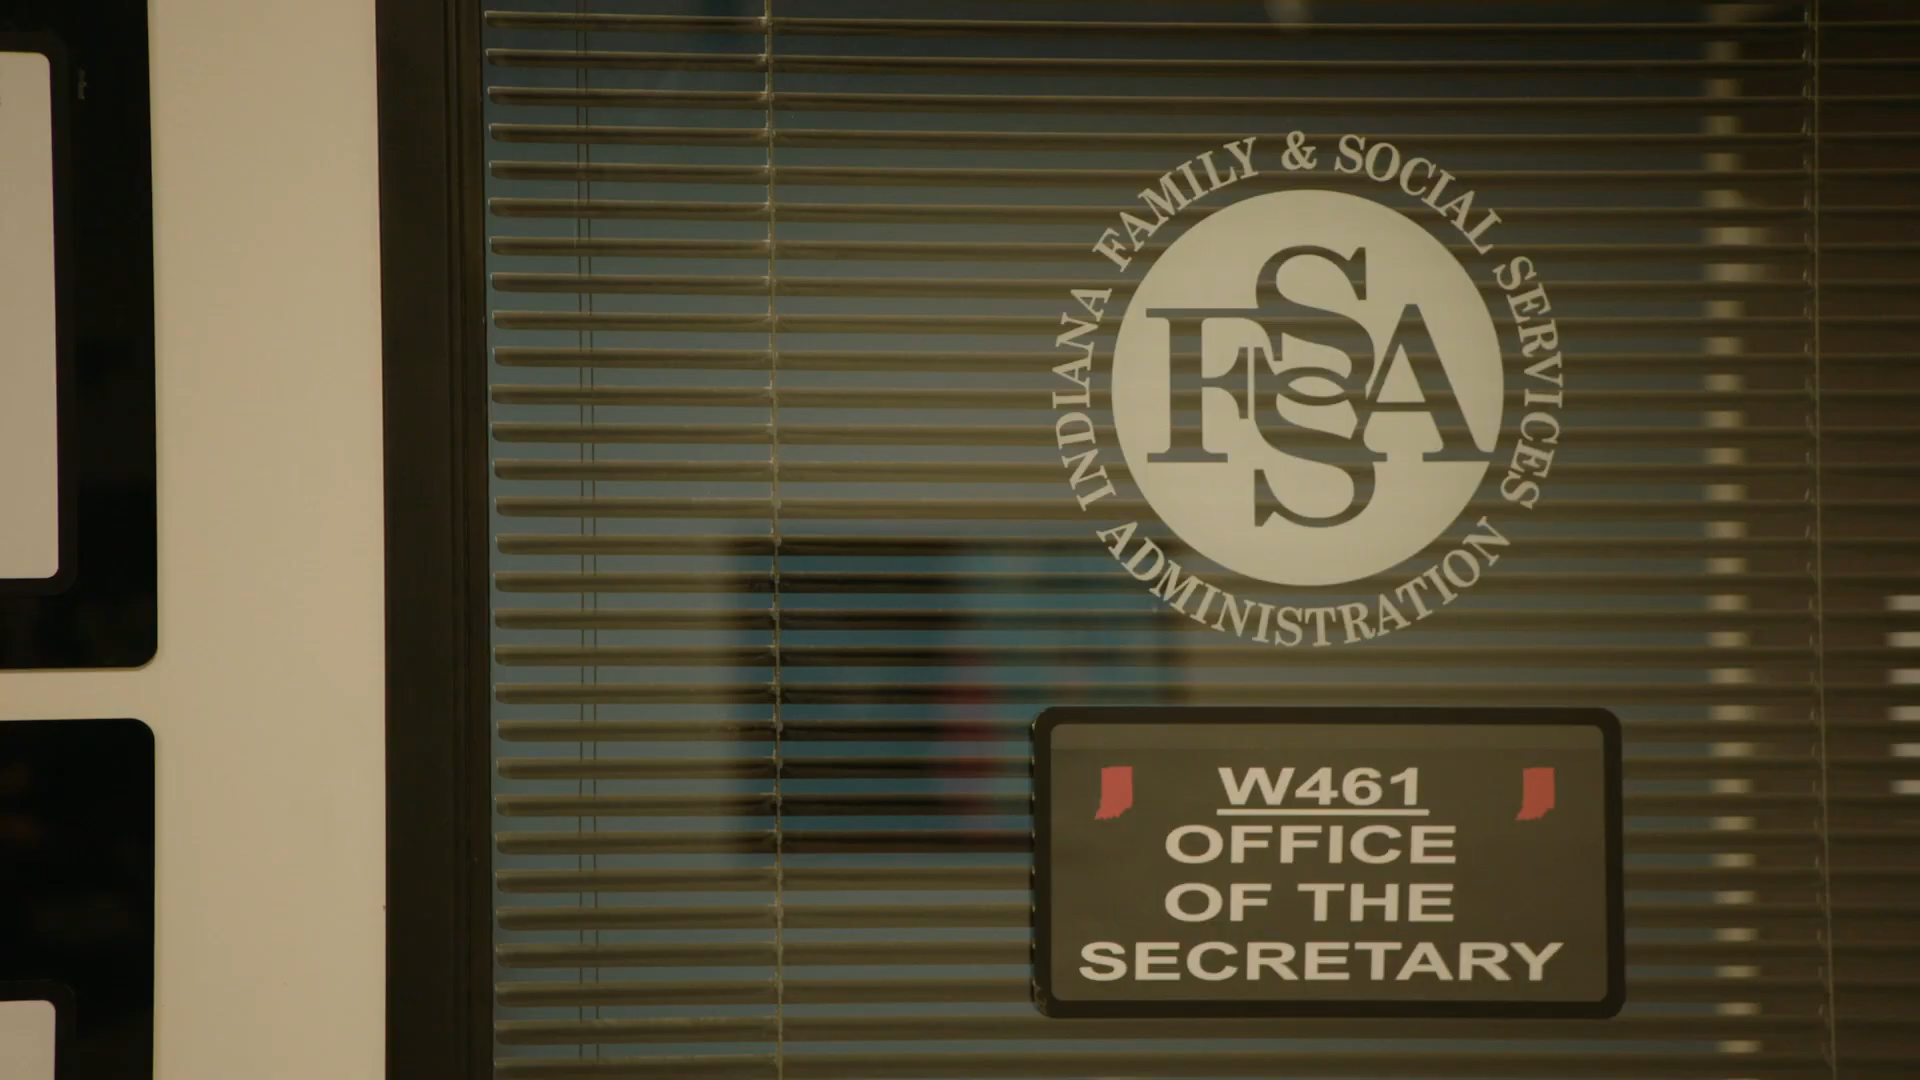 INDIANA FAMILY & SOCIAL SERVICES ADMINISTRATION
FSSA
W461
OFFICE
OF THE
SECRETARY